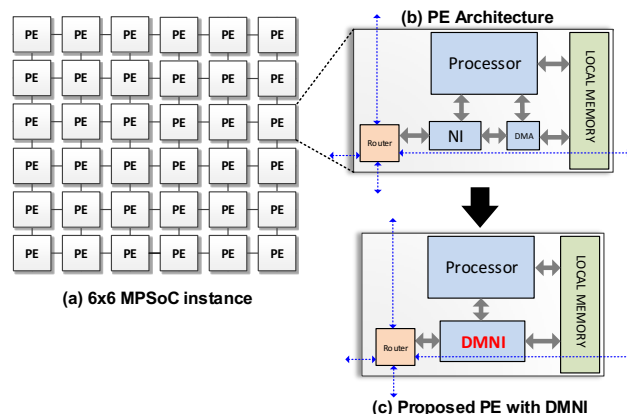 (b) PE Architecture
PE PE PE PE PE PE
PE PE PE PE PE PE
PE PE PE PE PE PE
PE PE PE PE PE PE
PE PE PE PE PE PE
PE PE PE PE PE PE
(a) 6x6 MPSoC instance
Processor
LOCAL MEMORY
Router
NI
DMA
Processor
LOCAL MEMORY
Router
DMNI
(c) Proposed PE with DMNI